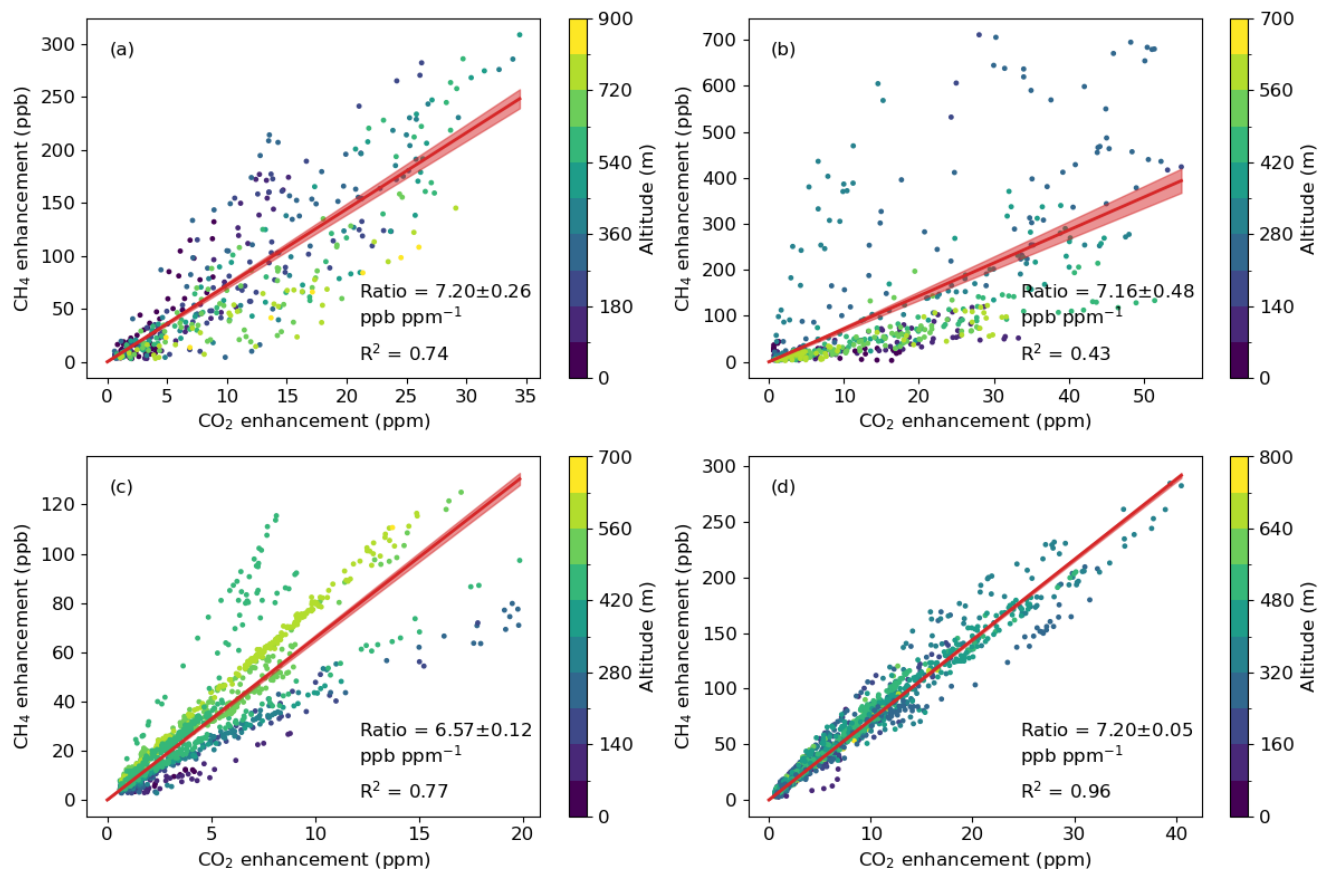 (a)
CH₄ enhancement (ppb)
300
250
200
150
100
50
0
Ratio = 7.20±0.26
ppb ppm⁻¹
R² = 0.74
0 5 10 15 20 25 30 35
CO₂ enhancement (ppm)
900
720
540
360
180
0
Altitude (m)
(b)
CH₄ enhancement (ppb)
700
600
500
400
300
200
100
0
Ratio = 7.16±0.48
ppb ppm⁻¹
R² = 0.43
0 10 20 30 40 50
CO₂ enhancement (ppm)
700
560
420
280
140
0
Altitude (m)
(c)
CH₄ enhancement (ppb)
120
100
80
60
40
20
0
Ratio = 6.57±0.12
ppb ppm⁻¹
R² = 0.77
0 5 10 15 20
CO₂ enhancement (ppm)
700
560
420
280
140
0
Altitude (m)
(d)
CH₄ enhancement (ppb)
300
250
200
150
100
50
0
Ratio = 7.20±0.05
ppb ppm⁻¹
R² = 0.96
0 10 20 30 40
CO₂ enhancement (ppm)
800
640
480
320
160
0
Altitude (m)